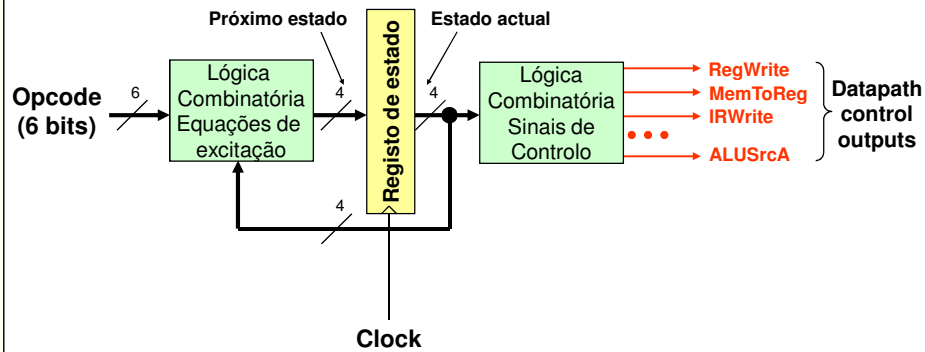 Próximo estado
Estado actual
Opcode
(6 bits)
6
Lógica
Combinatória
Equações de
excitação
4
Registo de estado
4
Lógica
Combinatória
Sinais de
Controlo
RegWrite
MemToReg
IRWrite
ALUSrcA
Datapath
control
outputs
4
Clock